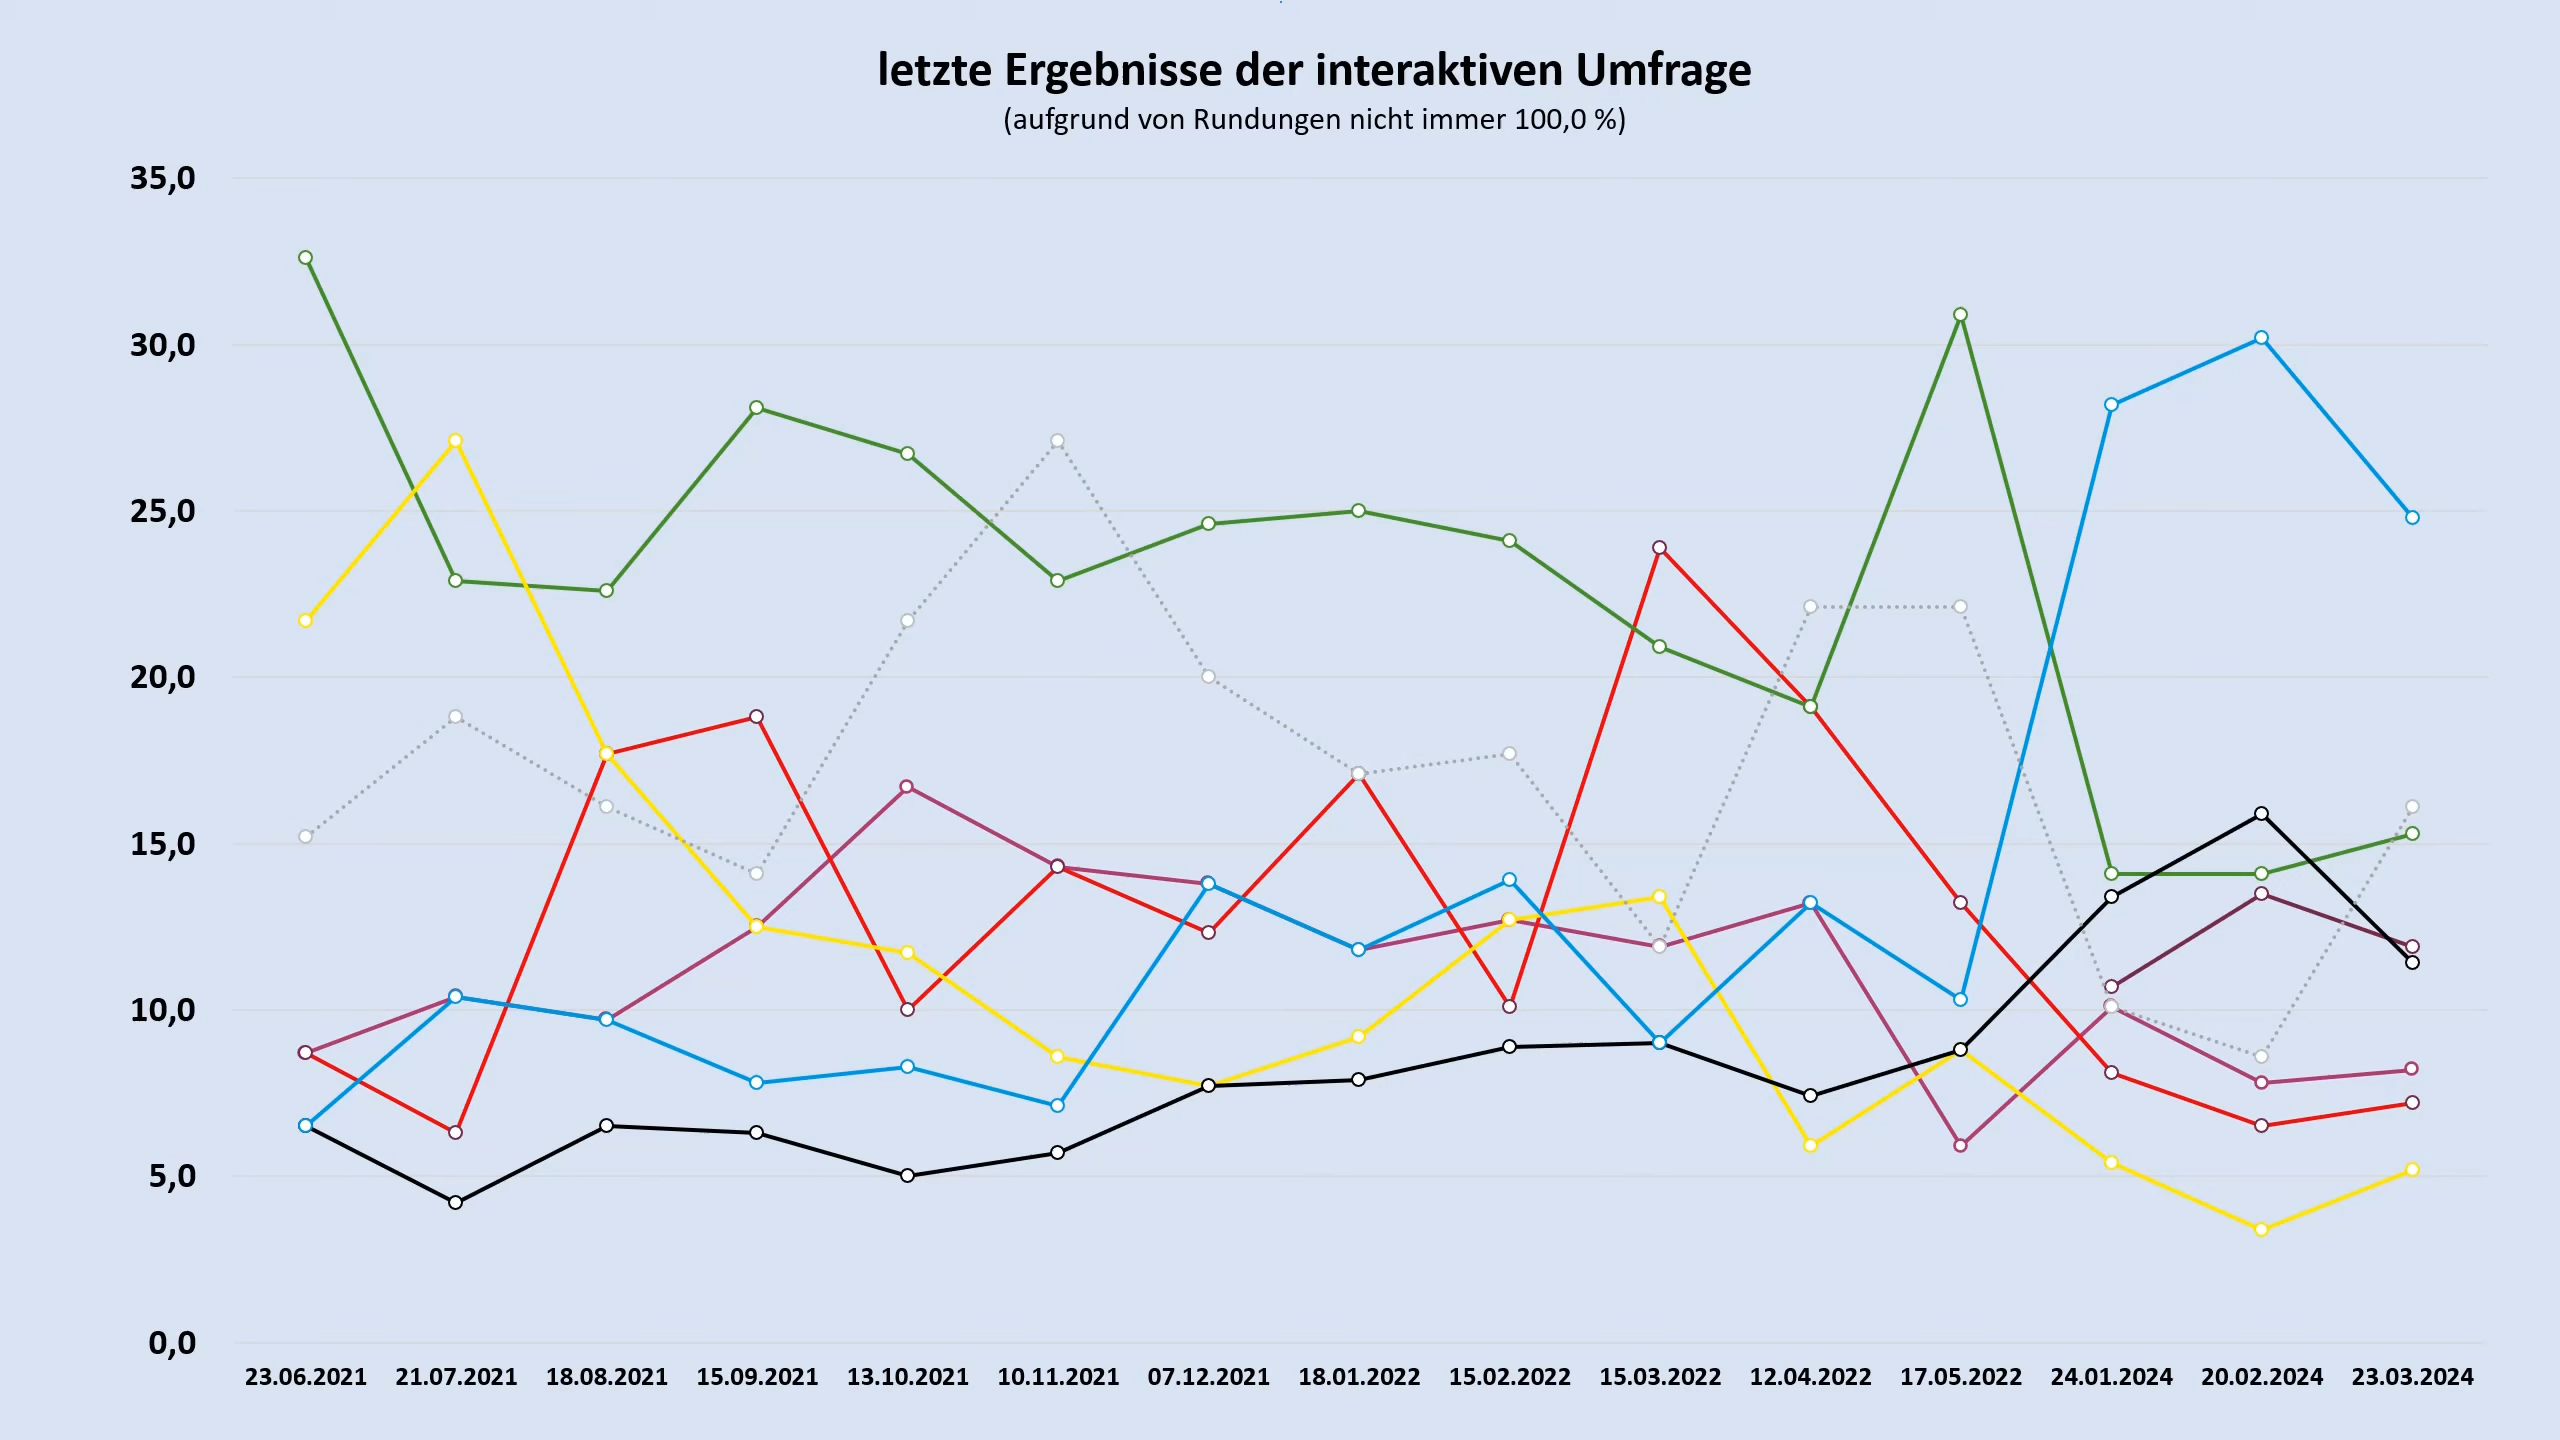 letzte Ergebnisse der interaktiven Umfrage
(aufgrund von Rundungen nicht immer 100,0 %)
35,0
30,0
25,0
20,0
15,0
10,0
5,0
0,0
23.06.2021 21.07.2021 18.08.2021 15.09.2021 13.10.2021 10.11.2021 07.12.2021 18.01.2022 15.02.2022 15.03.2022 12.04.2022 17.05.2022 24.01.2024 20.02.2024 23.03.2024